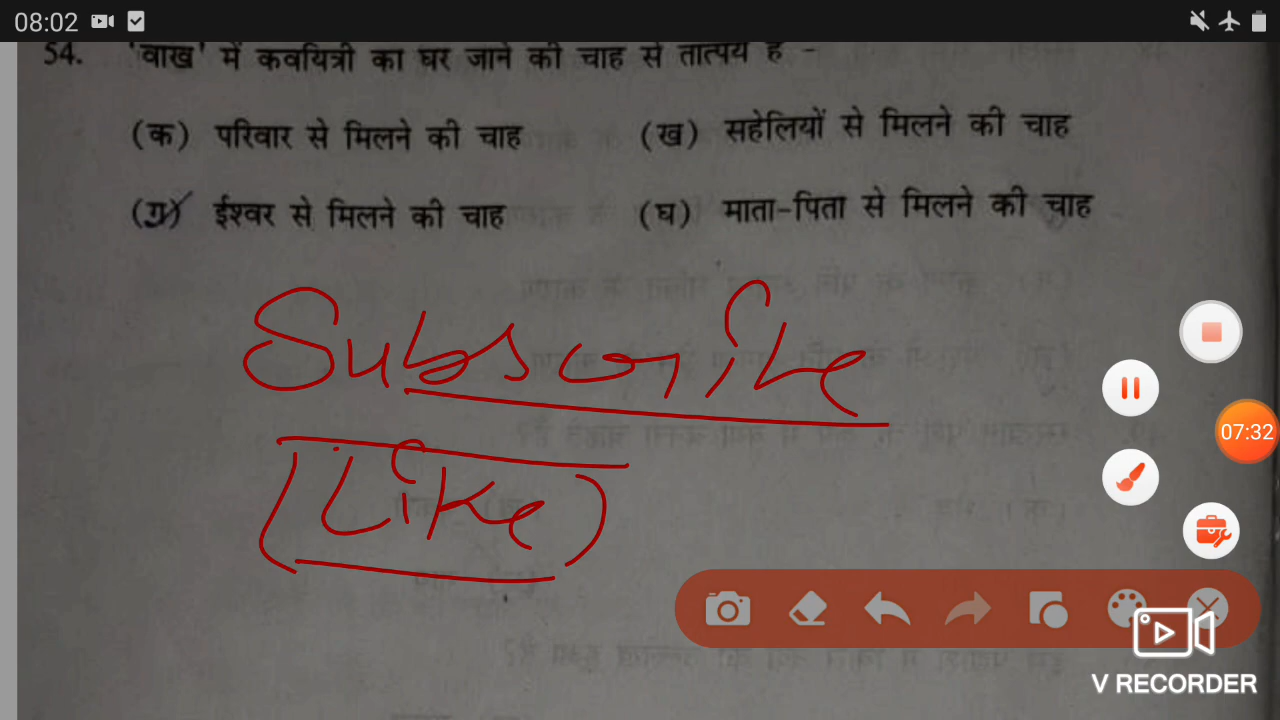 08:02
54. 'वाख' में कवयित्री का घर जाने की चाह से तात्पर्य है -
(क) परिवार से मिलने की चाह (ख) सहेलियों से मिलने की चाह
(ग) ईश्वर से मिलने की चाह (घ) माता-पिता से मिलने की चाह
Subscribe
Like
07:32
V RECORDER